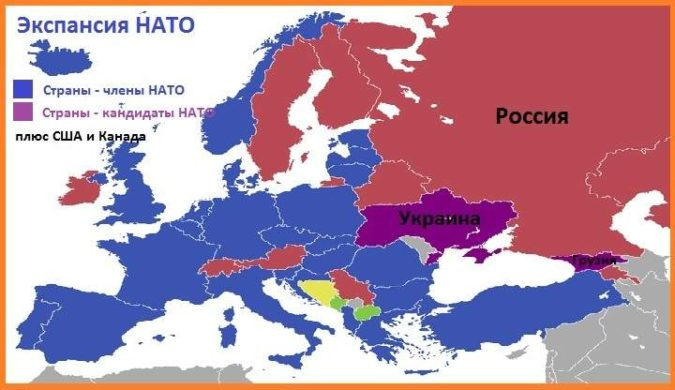 Экспансия НАТО
Страны - члены НАТО
Страны - кандидаты НАТО
плюс США и Канада
Россия
Украина
Грузия